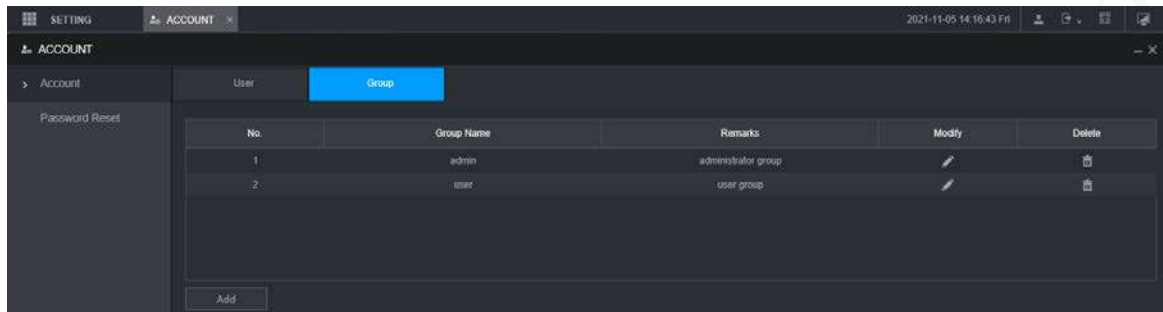 SETTING ACCOUNT × 2021-11-05 14:16:43 Fri
ACCOUNT
Account User Group
Password Reset
No. Group Name Remarks Modify Delete
1 admin administrator group
2 user user group
Add